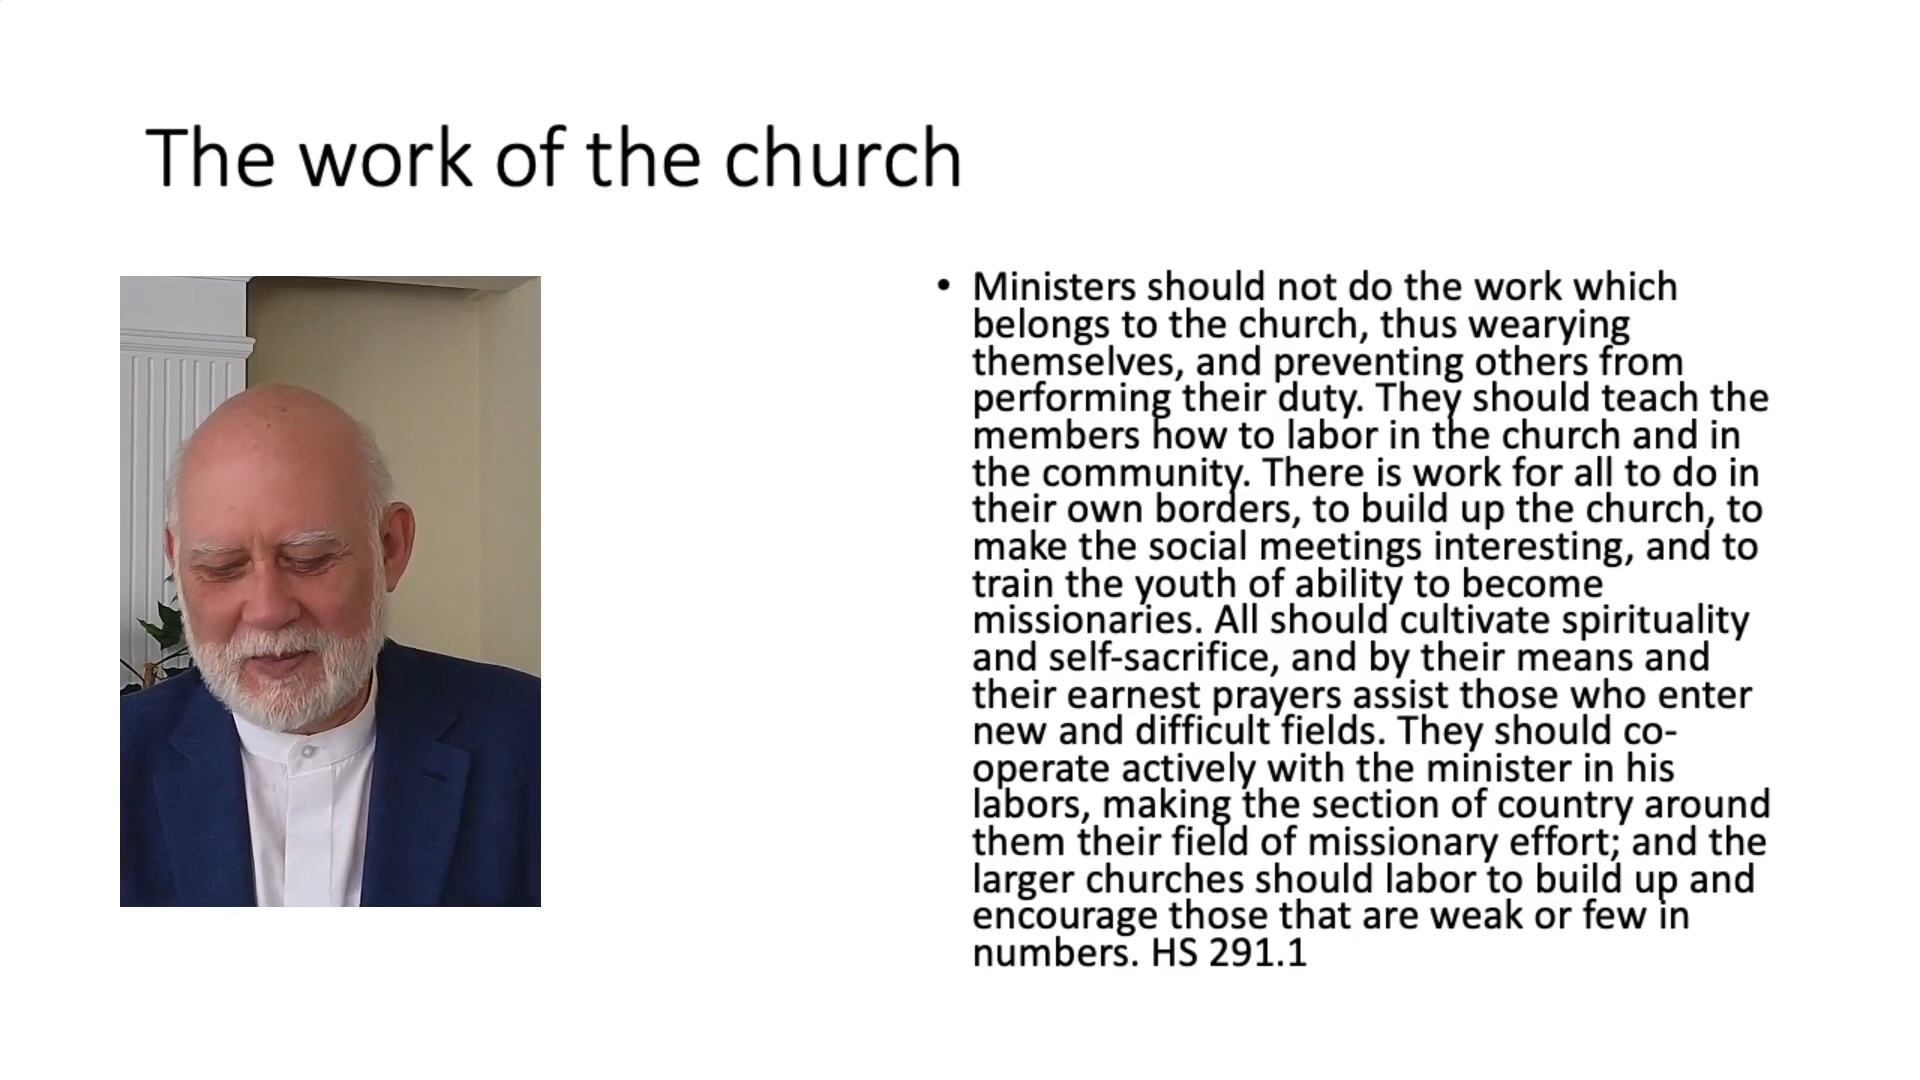 The work of the church
• Ministers should not do the work which
belongs to the church, thus wearying
themselves, and preventing others from
performing their duty. They should teach the
members how to labor in the church and in
the community. There is work for all to do in
their own borders, to build up the church, to
make the social meetings interesting, and to
train the youth of ability to become
missionaries. All should cultivate spirituality
and self-sacrifice, and by their means and
their earnest prayers assist those who enter
new and difficult fields. They should co-
operate actively with the minister in his
labors, making the section of country around
them their field of missionary effort; and the
larger churches should labor to build up and
encourage those that are weak or few in
numbers. HS 291.1